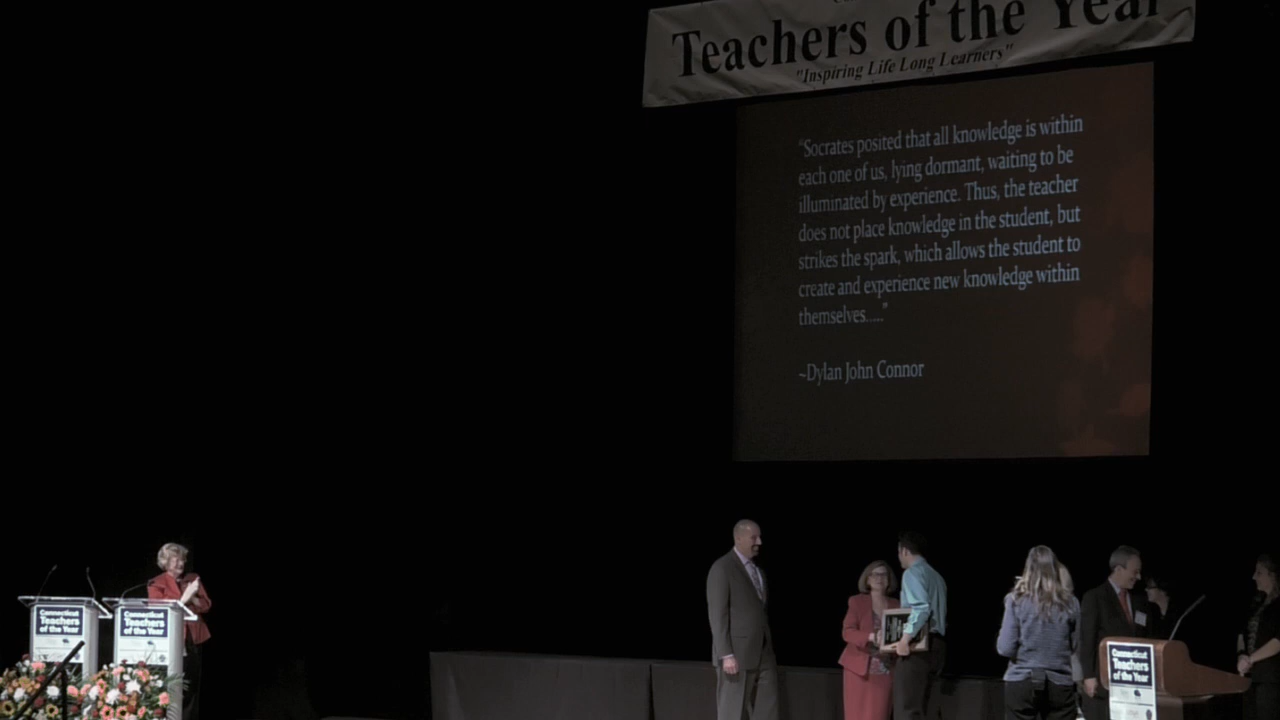 Teachers of the Year
"Inspiring Life Long Learners"
“Socrates posited that all knowledge is within
each one of us, lying dormant, waiting to be
illuminated by experience. Thus, the teacher
does not place knowledge in the student, but
strikes the spark, which allows the student to
create and experience new knowledge within
themselves.....”
~Dylan John Connor
Connecticut
Teachers
of the Year
Connecticut
Teachers
of the Year
Connecticut
Teachers
of the Year